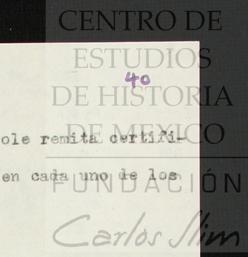 CENTRO DE
ESTUDIOS
40
DE HISTORIA
DE MEXICO
ole remita certifi-
en cada uno de los
FUNDACIÓN
Carlos Slim